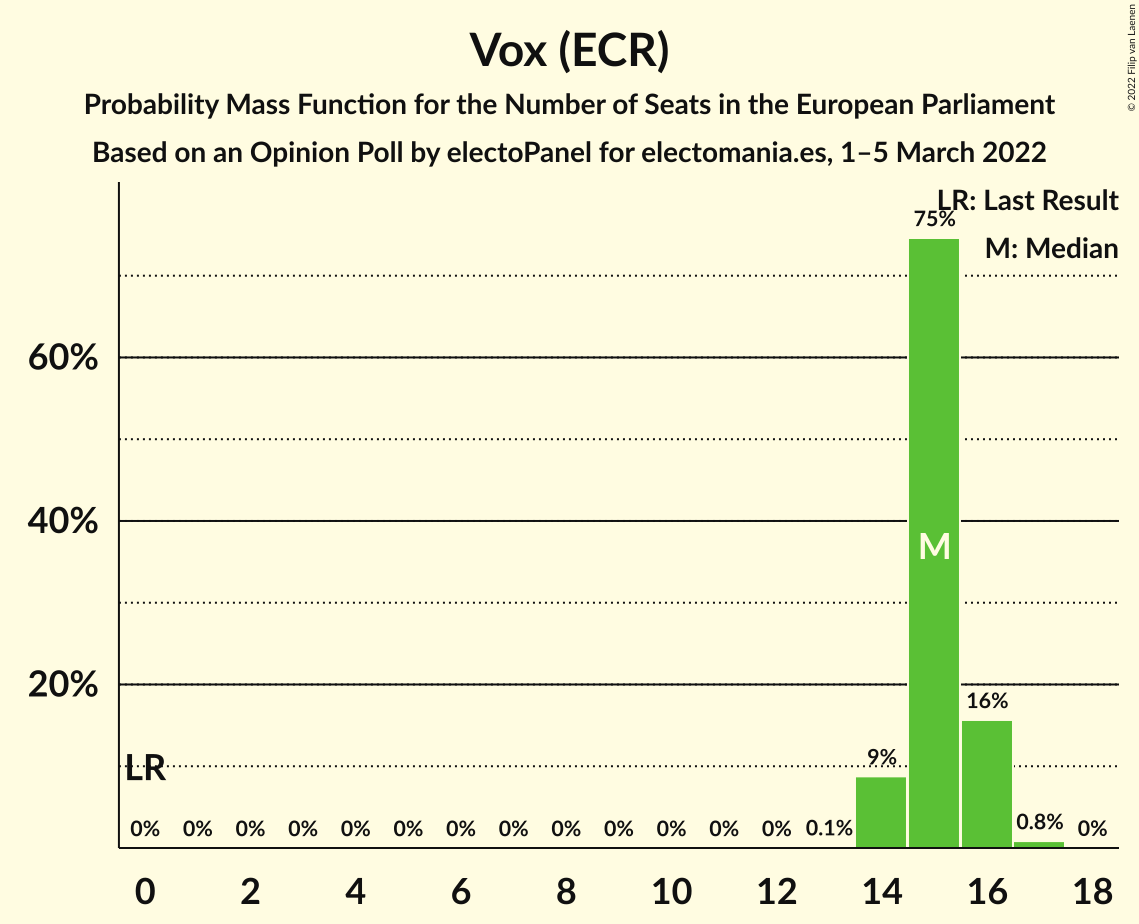 Vox (ECR)
Probability Mass Function for the Number of Seats in the European Parliament
Based on an Opinion Poll by electoPanel for electomania.es, 1–5 March 2022
© 2022 Filip van Laenen
LR: Last Result
M: Median
75%
60%
40%
20%
M
LR
0% 0% 0% 0% 0% 0% 0% 0% 0% 0% 0% 0% 0% 0.1% 9% 16% 0.8% 0%
0 2 4 6 8 10 12 14 16 18